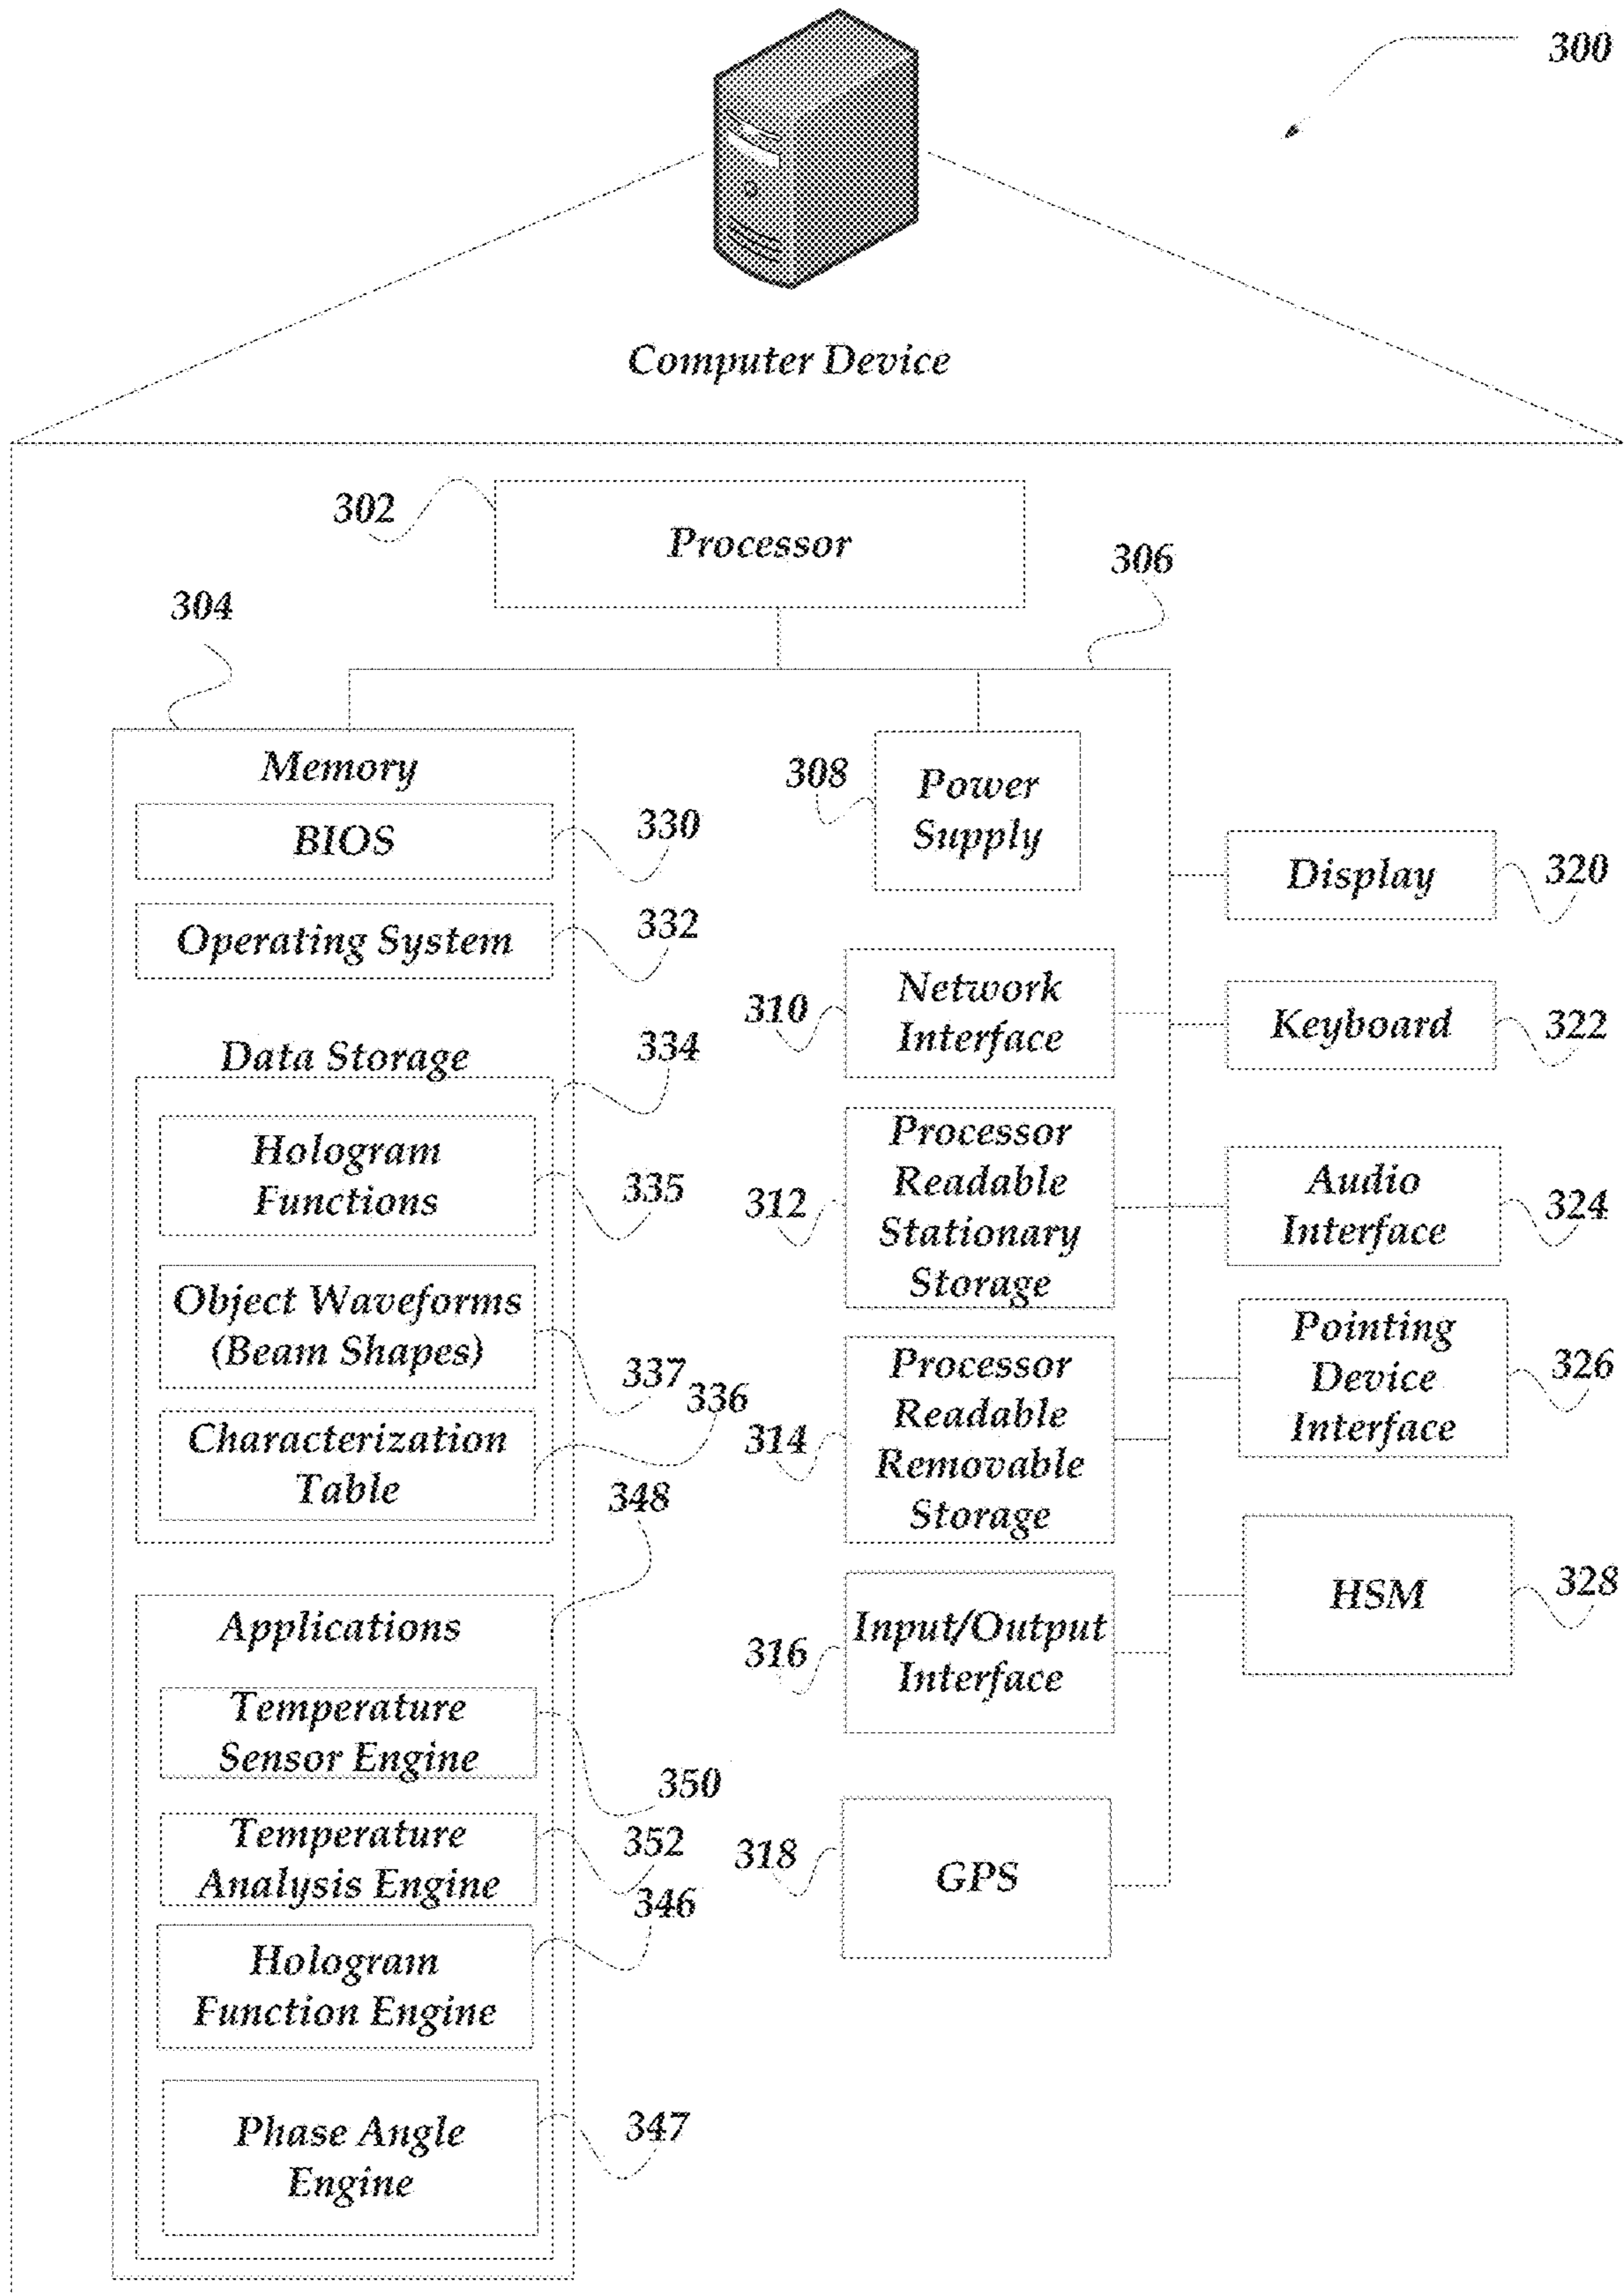 300
Computer Device
302
Processor
306
304
Memory
BIOS
330
Operating System
332
Data Storage
334
Hologram
Functions
335
Object Waveforms
(Beam Shapes)
337
Characterization
Table
336
348
Applications
Temperature
Sensor Engine
350
Temperature
Analysis Engine
352
Hologram
Function Engine
346
Phase Angle
Engine
347
308
Power
Supply
310
Network
Interface
312
Processor
Readable
Stationary
Storage
314
Processor
Readable
Removable
Storage
316
Input/Output
Interface
318
GPS
Display
320
Keyboard
322
Audio
Interface
324
Pointing
Device
Interface
326
HSM
328